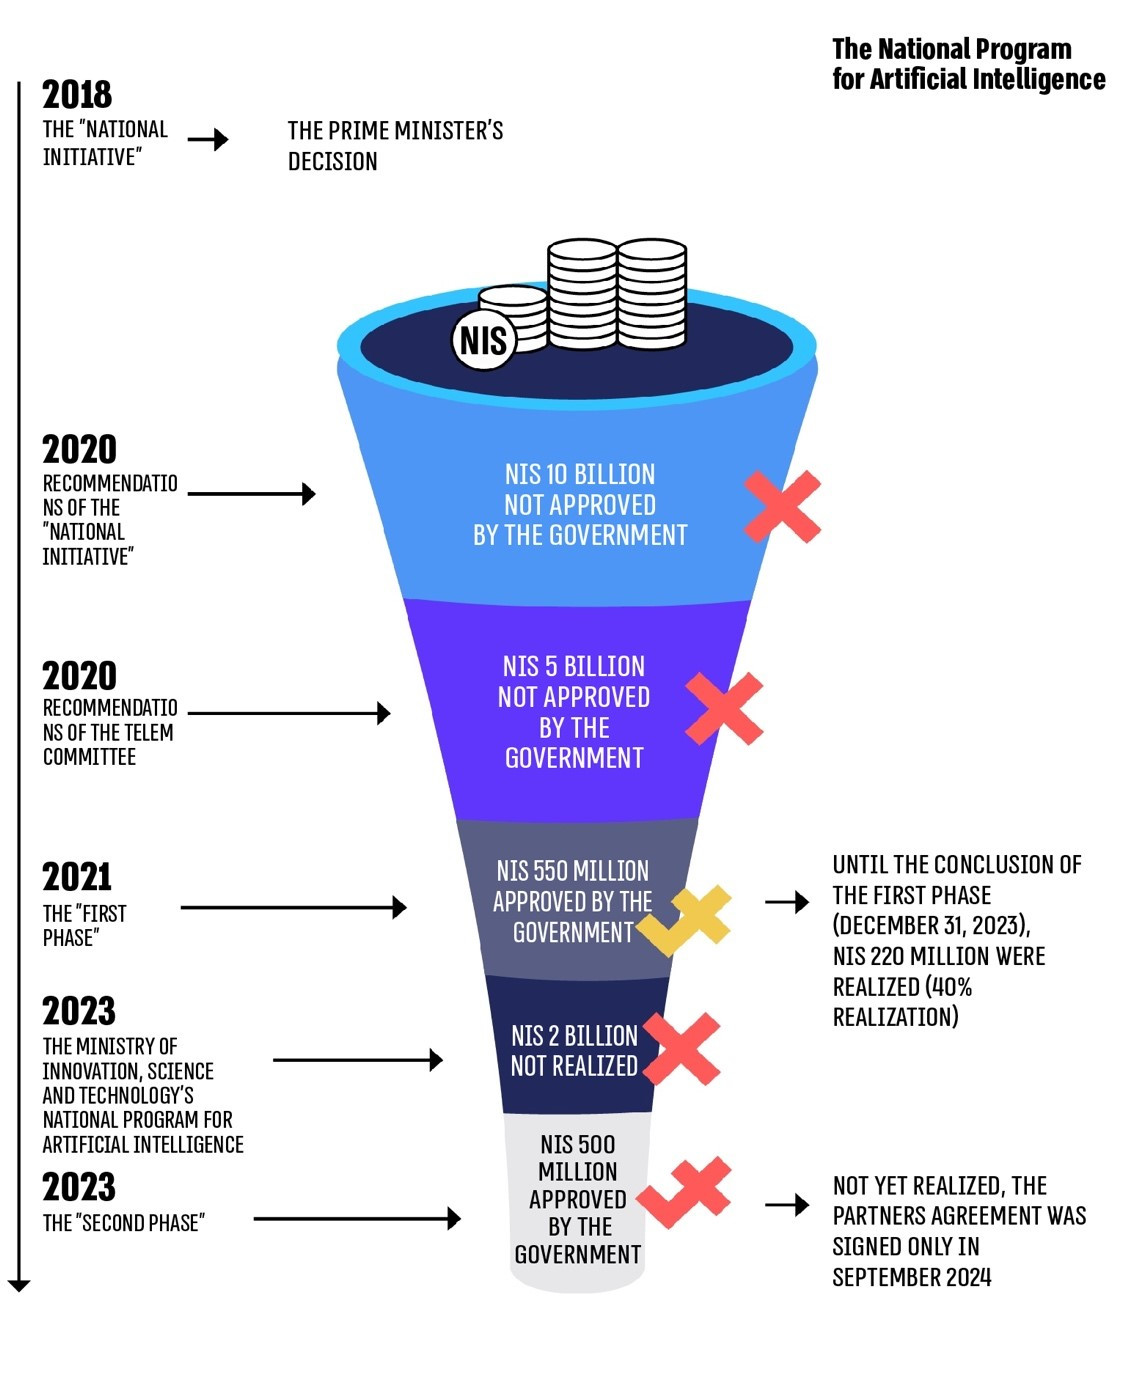 The National Program
for Artificial Intelligence
2018
THE "NATIONAL
INITIATIVE"
THE PRIME MINISTER'S
DECISION
NIS
2020
RECOMMENDATIO
NS OF THE
"NATIONAL
INITIATIVE"
NIS 10 BILLION
NOT APPROVED
BY THE GOVERNMENT
2020
RECOMMENDATIO
NS OF THE TELEM
COMMITTEE
NIS 5 BILLION
NOT APPROVED
BY THE
GOVERNMENT
2021
THE "FIRST
PHASE"
NIS 550 MILLION
APPROVED BY THE
GOVERNMENT
UNTIL THE CONCLUSION OF
THE FIRST PHASE
(DECEMBER 31, 2023),
NIS 220 MILLION WERE
REALIZED (40%
REALIZATION)
2023
THE MINISTRY OF
INNOVATION, SCIENCE
AND TECHNOLOGY'S
NATIONAL PROGRAM FOR
ARTIFICIAL INTELLIGENCE
NIS 2 BILLION
NOT REALIZED
2023
THE "SECOND PHASE"
NIS 500
MILLION
APPROVED
BY THE
GOVERNMENT
NOT YET REALIZED, THE
PARTNERS AGREEMENT WAS
SIGNED ONLY IN
SEPTEMBER 2024